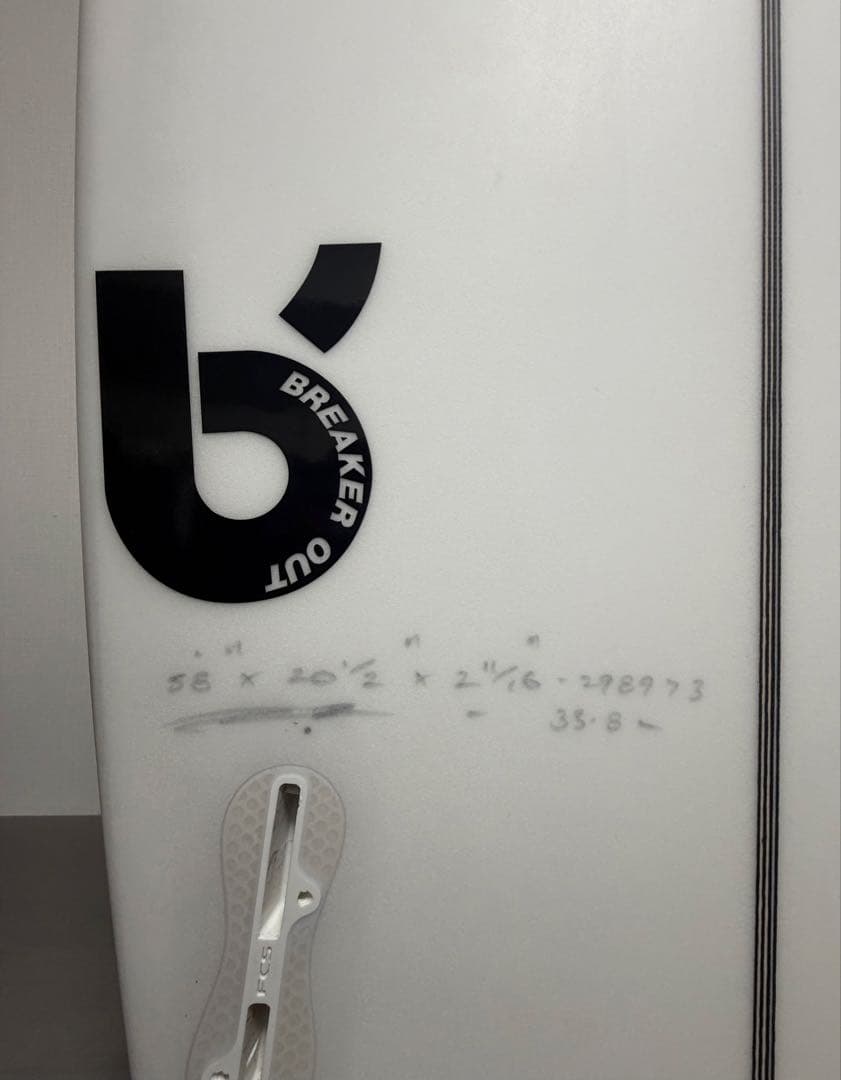 b
BREAKER OUT
5'8" x 20 1/2" x 2 11/16" - 298973
33.8 L
FCS